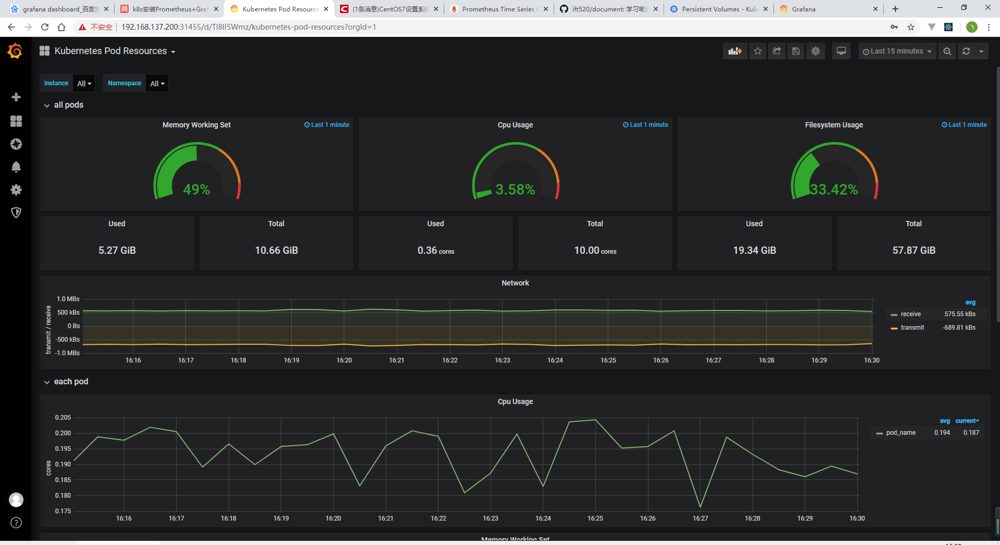 grafana dashboard_百度搜
k8s安装Prometheus+Graf
Kubernetes Pod Resource
(1条消息)CentOS7设置系统
Prometheus Time Series C
ift520/document: 学习笔记
Persistent Volumes - Kub
Grafana
不安全
192.168.137.200:31455/d/TI8II5Wmz/kubernetes-pod-resources?orgId=1
Kubernetes Pod Resources
Last 15 minutes
Instance All Namespace All
all pods
Memory Working Set Last 1 minute
Cpu Usage Last 1 minute
Filesystem Usage Last 1 minute
49%
3.58%
33.42%
Used Total Used Total Used Total
5.27 GiB 10.66 GiB 0.36 cores 10.00 cores 19.34 GiB 57.87 GiB
Network
transmit / receive
1.0 MBs
500 kBs
0 Bs
-500 kBs
-1.0 MBs
16:16 16:17 16:18 16:19 16:20 16:21 16:22 16:23 16:24 16:25 16:26 16:27 16:28 16:29 16:30
avg
receive 575.55 kBs
transmit -689.81 kBs
each pod
Cpu Usage
cores
0.205
0.200
0.195
0.190
0.185
0.180
0.175
16:16 16:17 16:18 16:19 16:20 16:21 16:22 16:23 16:24 16:25 16:26 16:27 16:28 16:29 16:30
avg current
pod_name 0.194 0.187
Memory Working Set